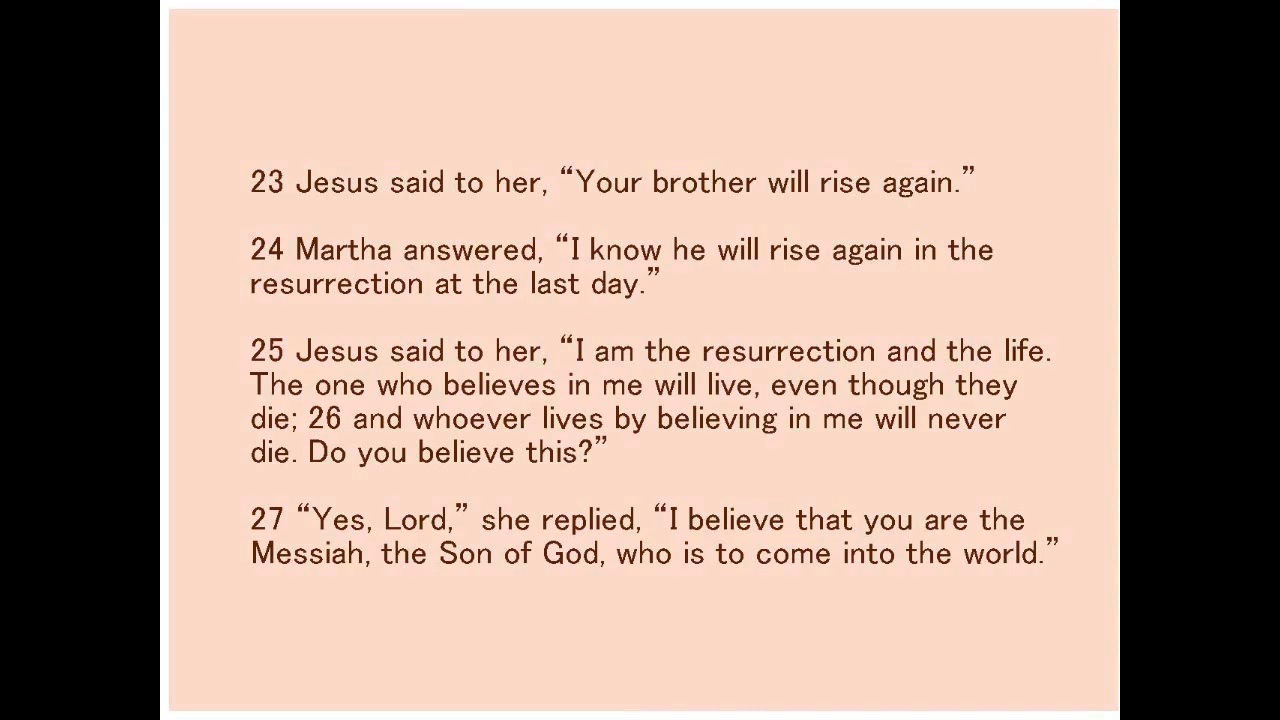 23 Jesus said to her, “Your brother will rise again.”
24 Martha answered, “I know he will rise again in the
resurrection at the last day.”
25 Jesus said to her, “I am the resurrection and the life.
The one who believes in me will live, even though they
die; 26 and whoever lives by believing in me will never
die. Do you believe this?”
27 “Yes, Lord,” she replied, “I believe that you are the
Messiah, the Son of God, who is to come into the world.”